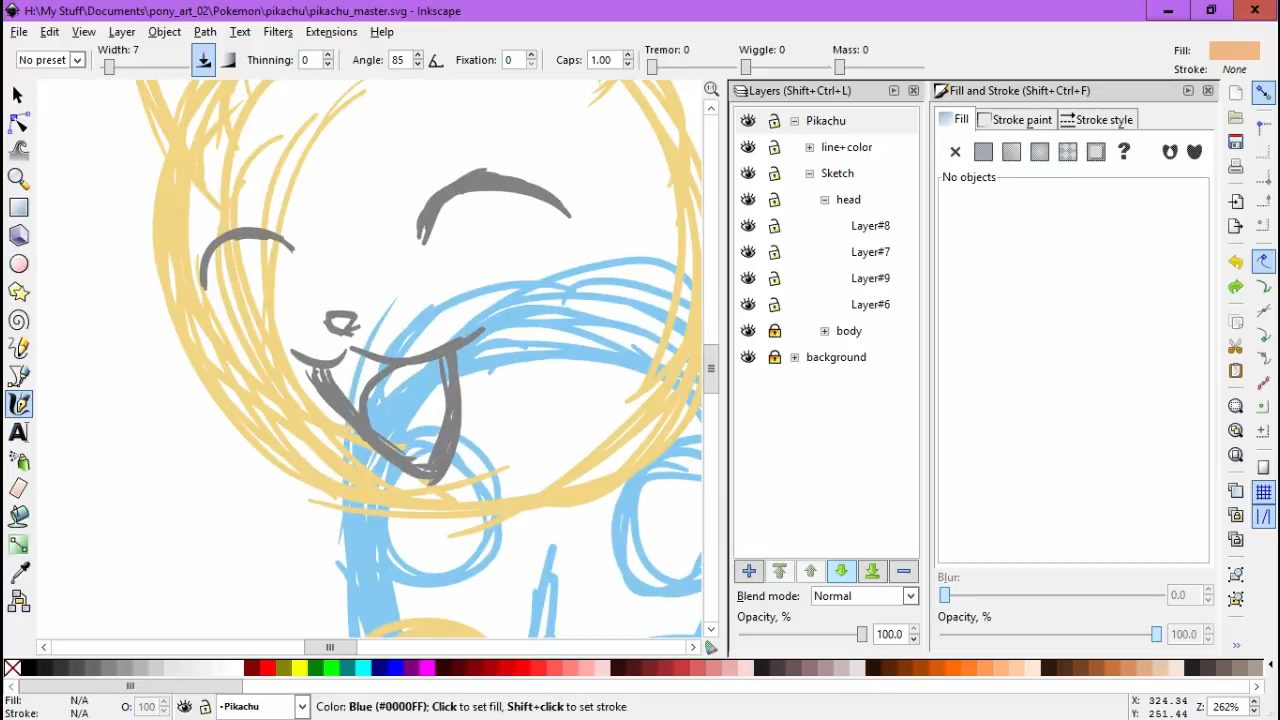 H:\My Stuff\Documents\pony_art_02\Pokemon\pikachu\pikachu_master.svg - Inkscape
File Edit View Layer Object Path Text Filters Extensions Help
No preset Width: 7 Thinning: 0 Angle: 85 Fixation: 0 Caps: 1.00 Tremor: 0 Wiggle: 0 Mass: 0 Fill:
Stroke: None
Layers (Shift+Ctrl+L)
Pikachu
line+color
Sketch
head
Layer#8
Layer#7
Layer#9
Layer#6
body
background
Blend mode: Normal
Opacity, % 100.0
Fill and Stroke (Shift+Ctrl+F)
Fill Stroke paint Stroke style
No objects
Blur:
0.0
Opacity, %
100.0
Fill: N/A O: 100 Pikachu Color: Blue (#0000FF); Click to set fill, Shift+click to set stroke X: 324.34 Z: 262%
Stroke: N/A Y: 251.44